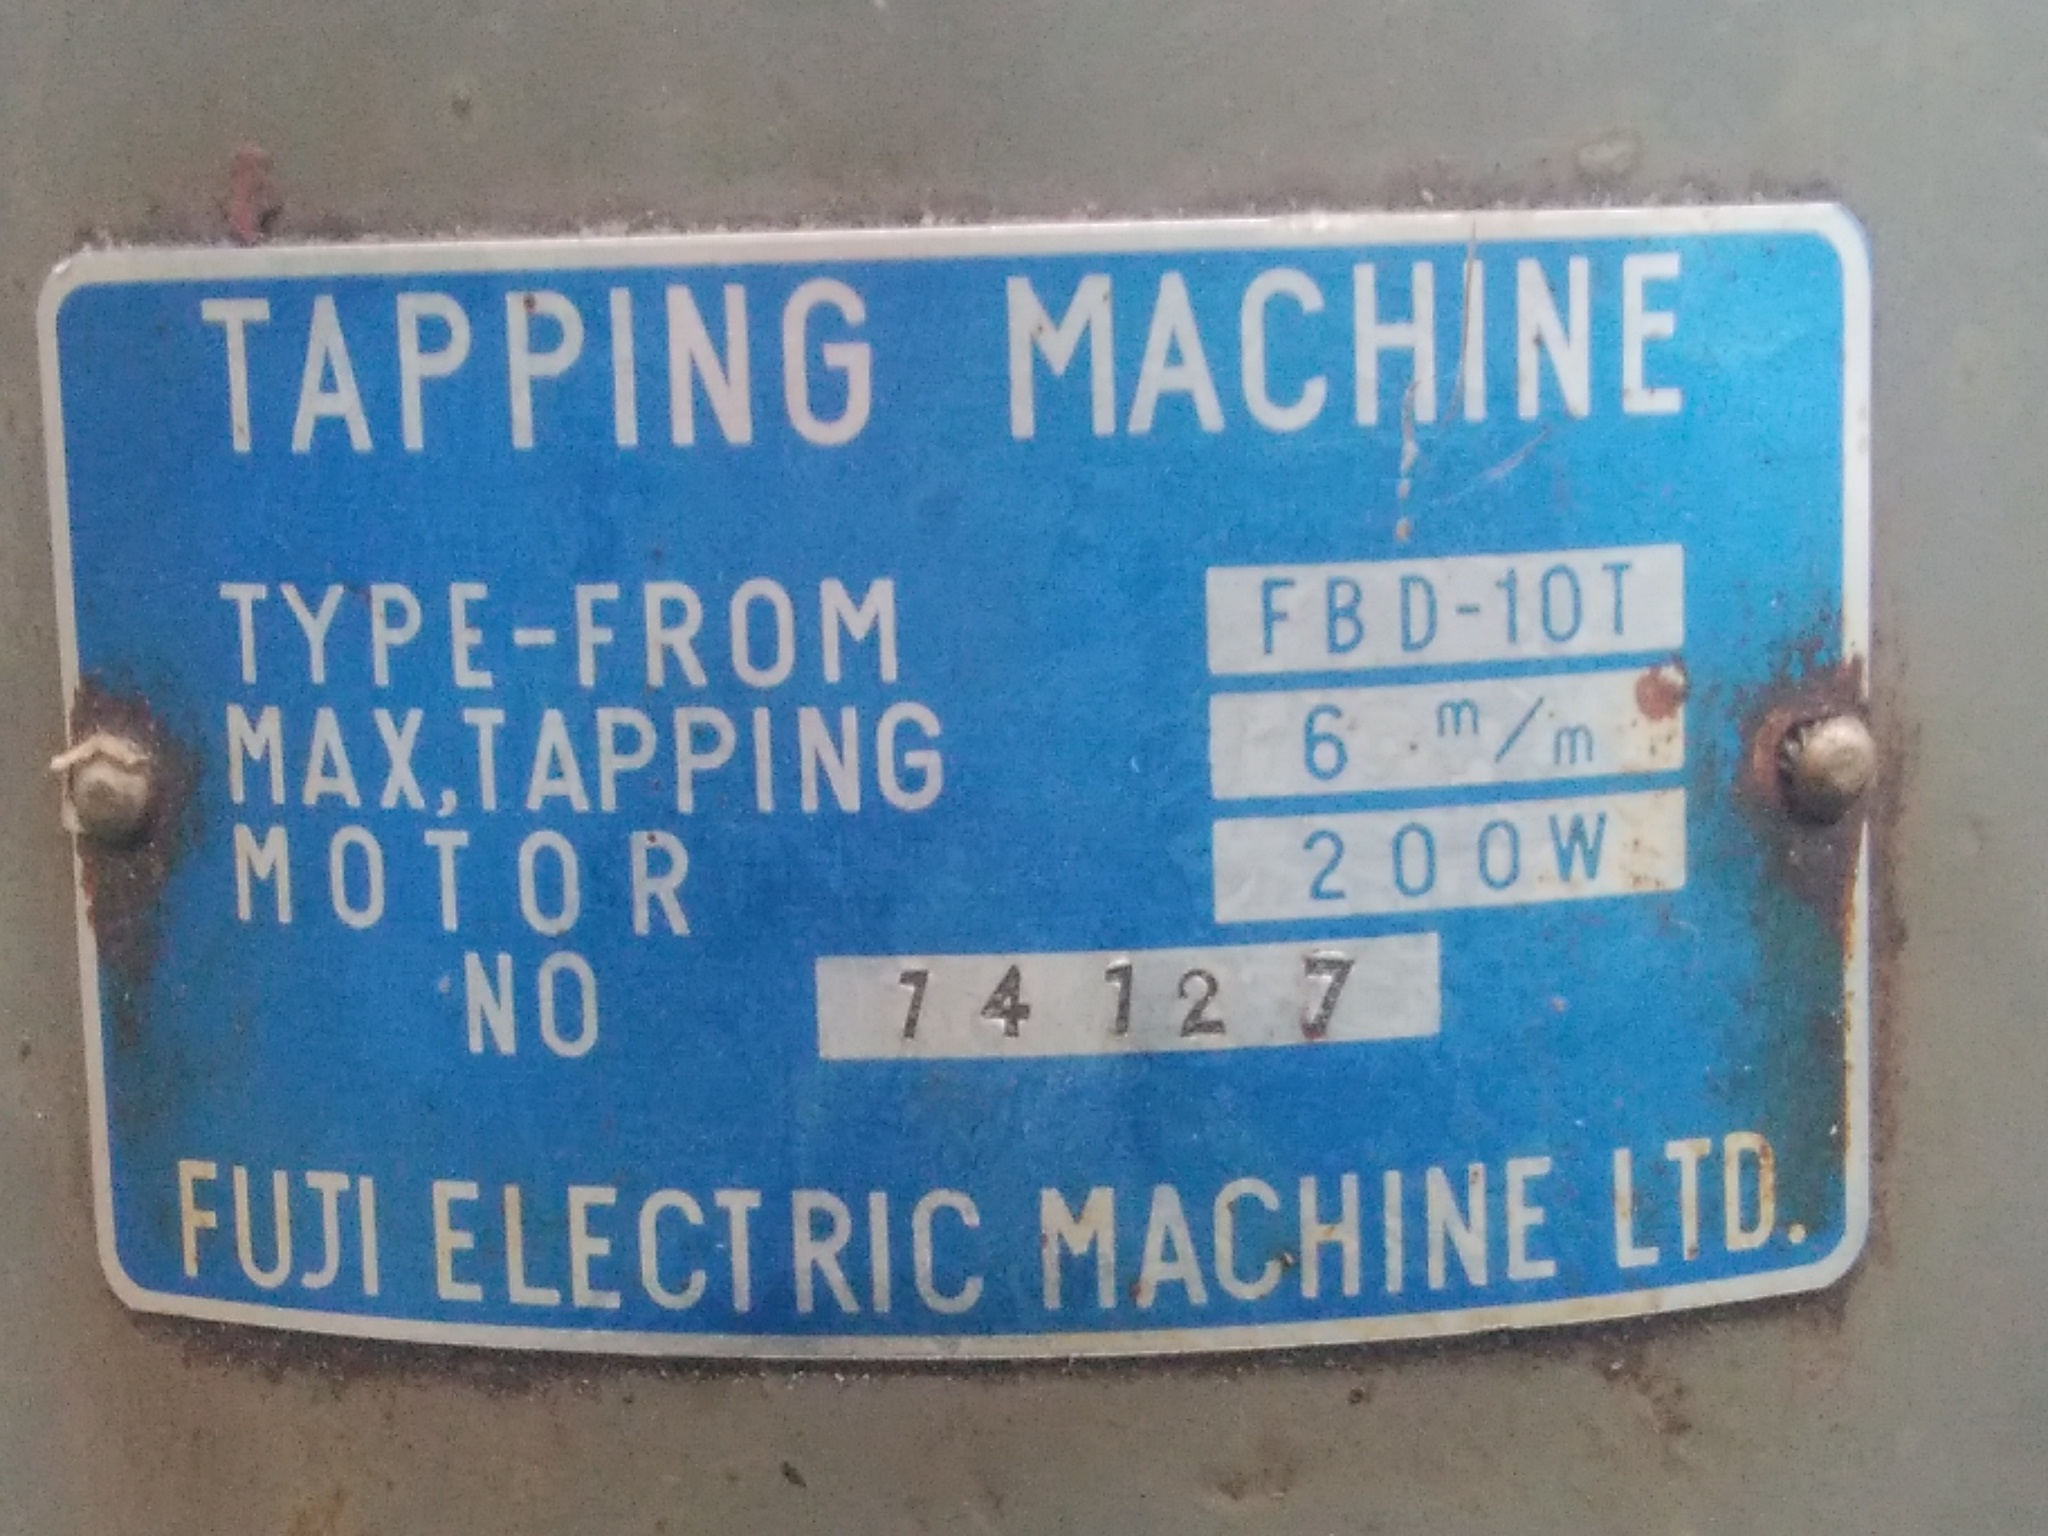 TAPPING MACHINE
TYPE-FROM FBD-10T
MAX,TAPPING 6 m/m
MOTOR 200W
NO 74127
FUJI ELECTRIC MACHINE LTD.